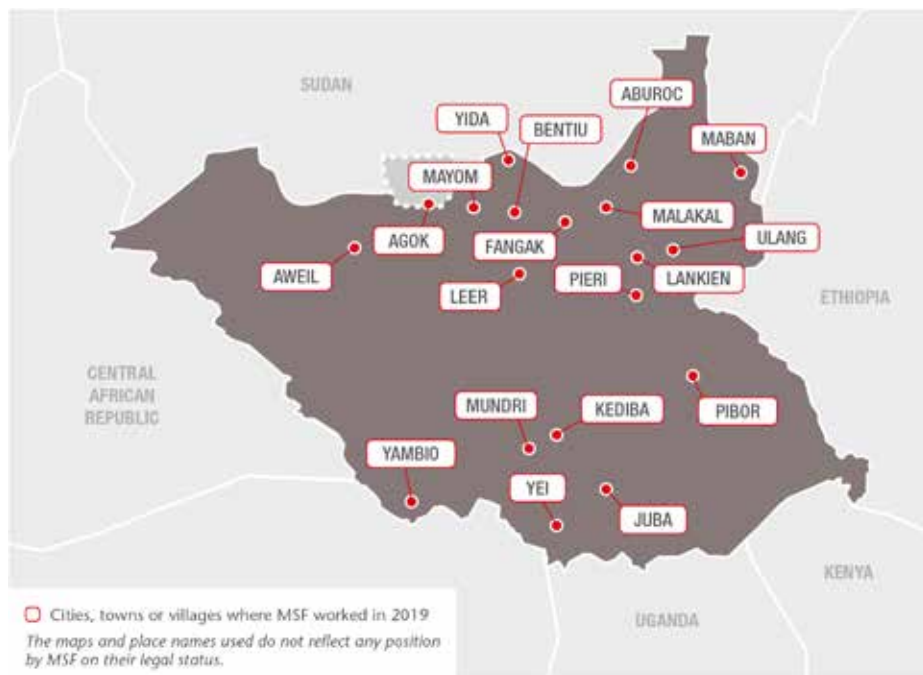 SUDAN
ABUROC
YIDA
BENTIU
MABAN
MAYOM
MALAKAL
AGOK
FANGAK
ULANG
AWEIL
LEER
PIERI
LANKIEN
ETHIOPIA
CENTRAL
AFRICAN
REPUBLIC
MUNDRI
KEDIBA
PIBOR
YAMBIO
YEI
JUBA
KENYA
UGANDA
Cities, towns or villages where MSF worked in 2019
The maps and place names used do not reflect any position
by MSF on their legal status.